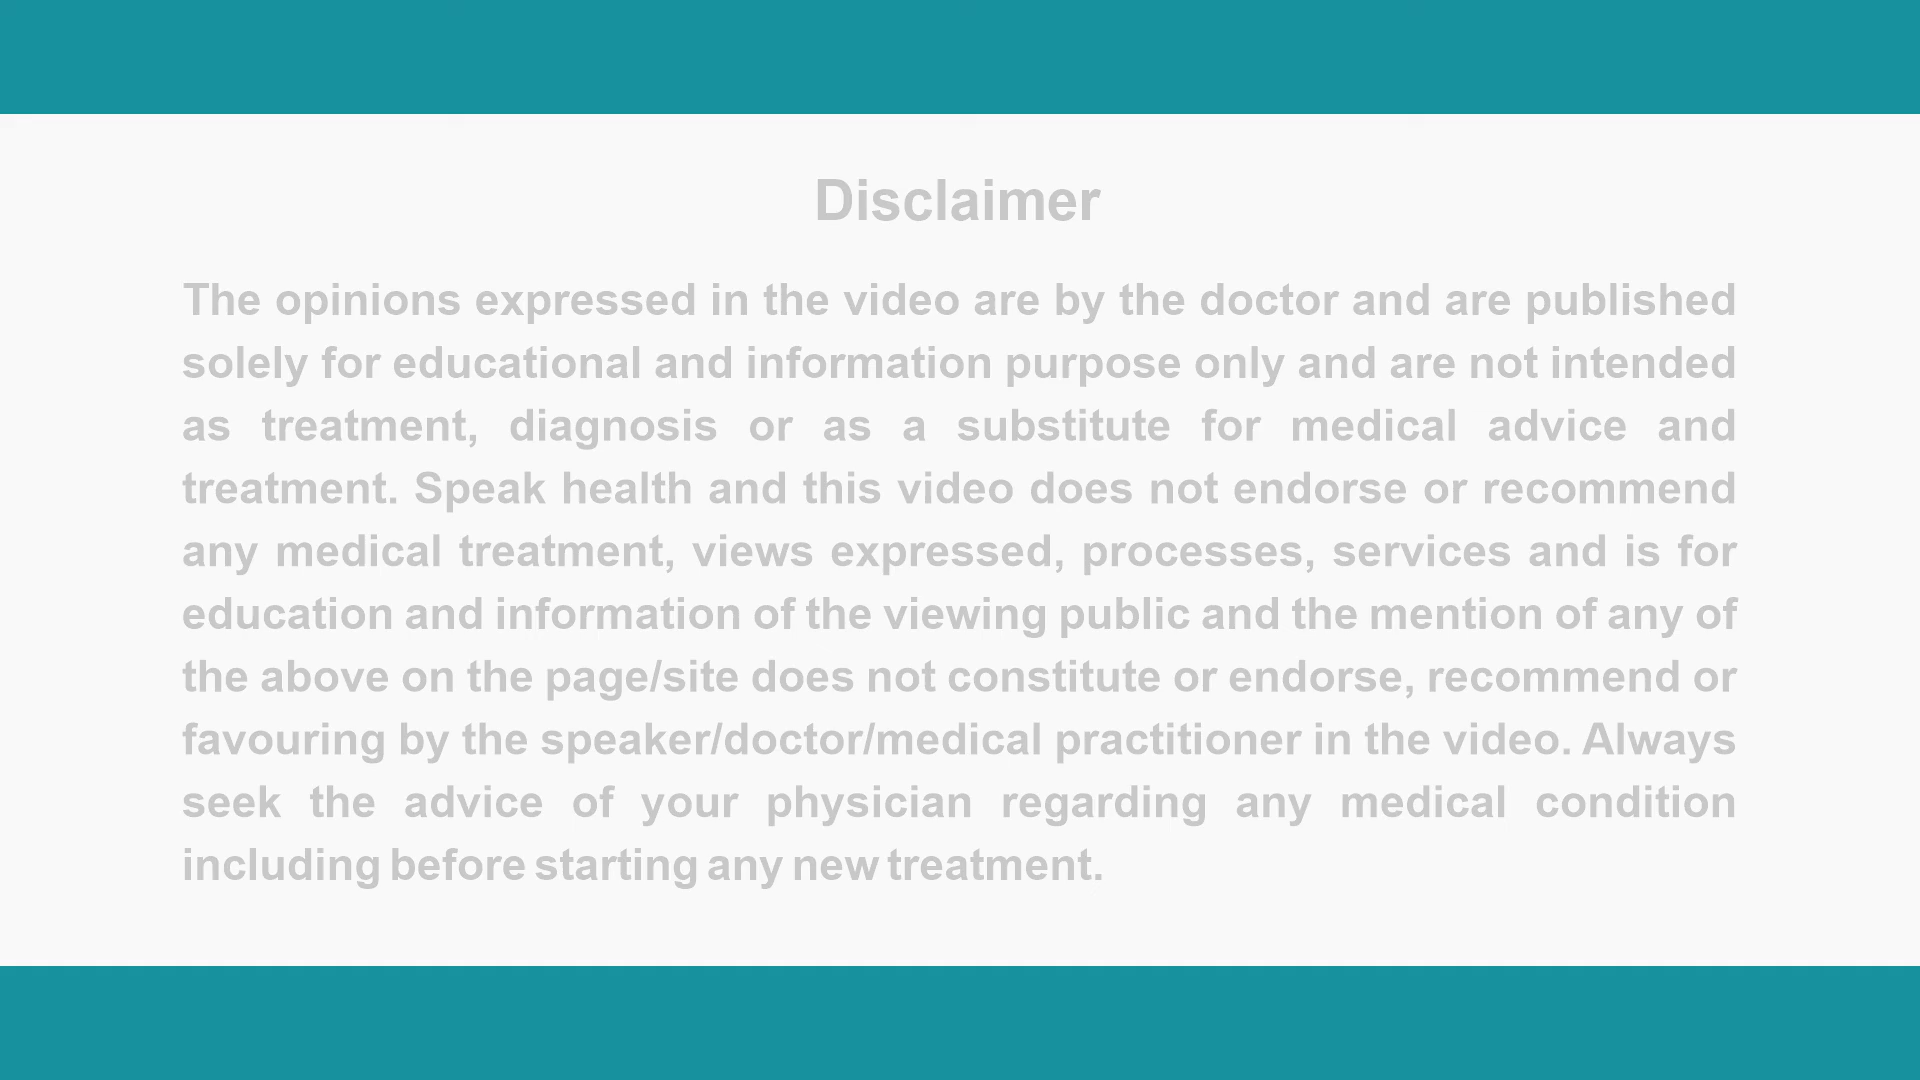 Disclaimer
The opinions expressed in the video are by the doctor and are published
solely for educational and information purpose only and are not intended
as treatment, diagnosis or as a substitute for medical advice and
treatment. Speak health and this video does not endorse or recommend
any medical treatment, views expressed, processes, services and is for
education and information of the viewing public and the mention of any of
the above on the page/site does not constitute or endorse, recommend or
favouring by the speaker/doctor/medical practitioner in the video. Always
seek the advice of your physician regarding any medical condition
including before starting any new treatment.